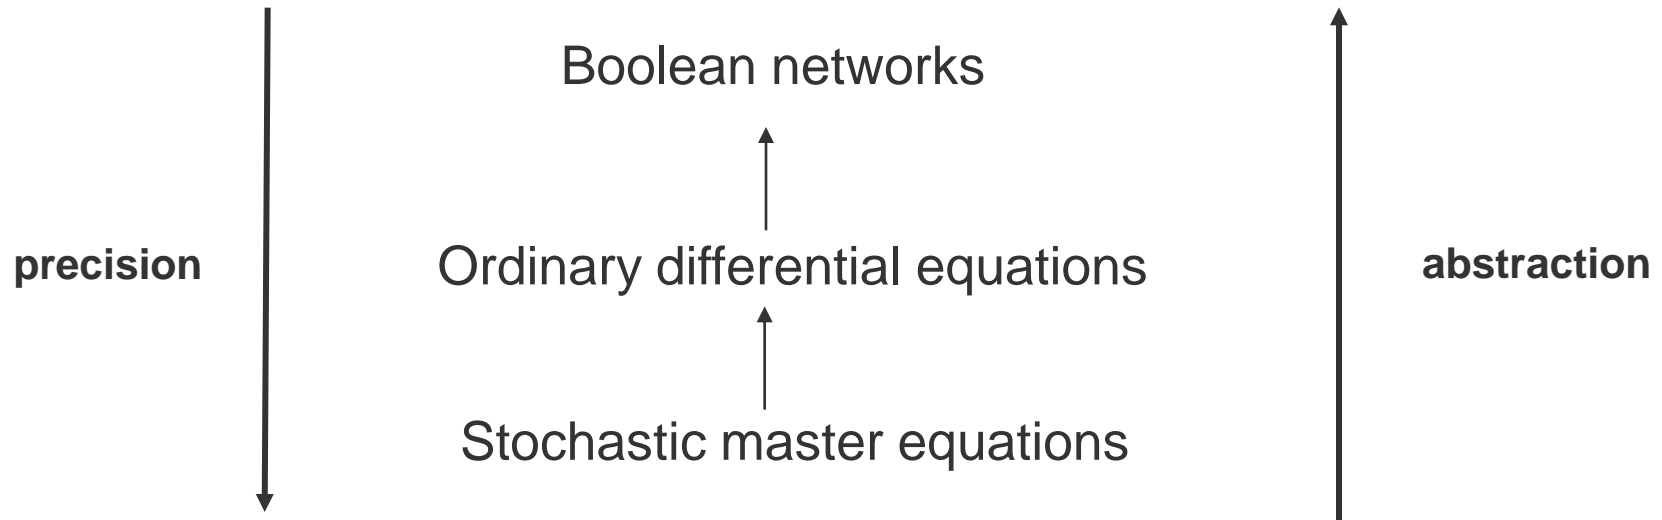 Boolean networks
precision
Ordinary differential equations
abstraction
Stochastic master equations